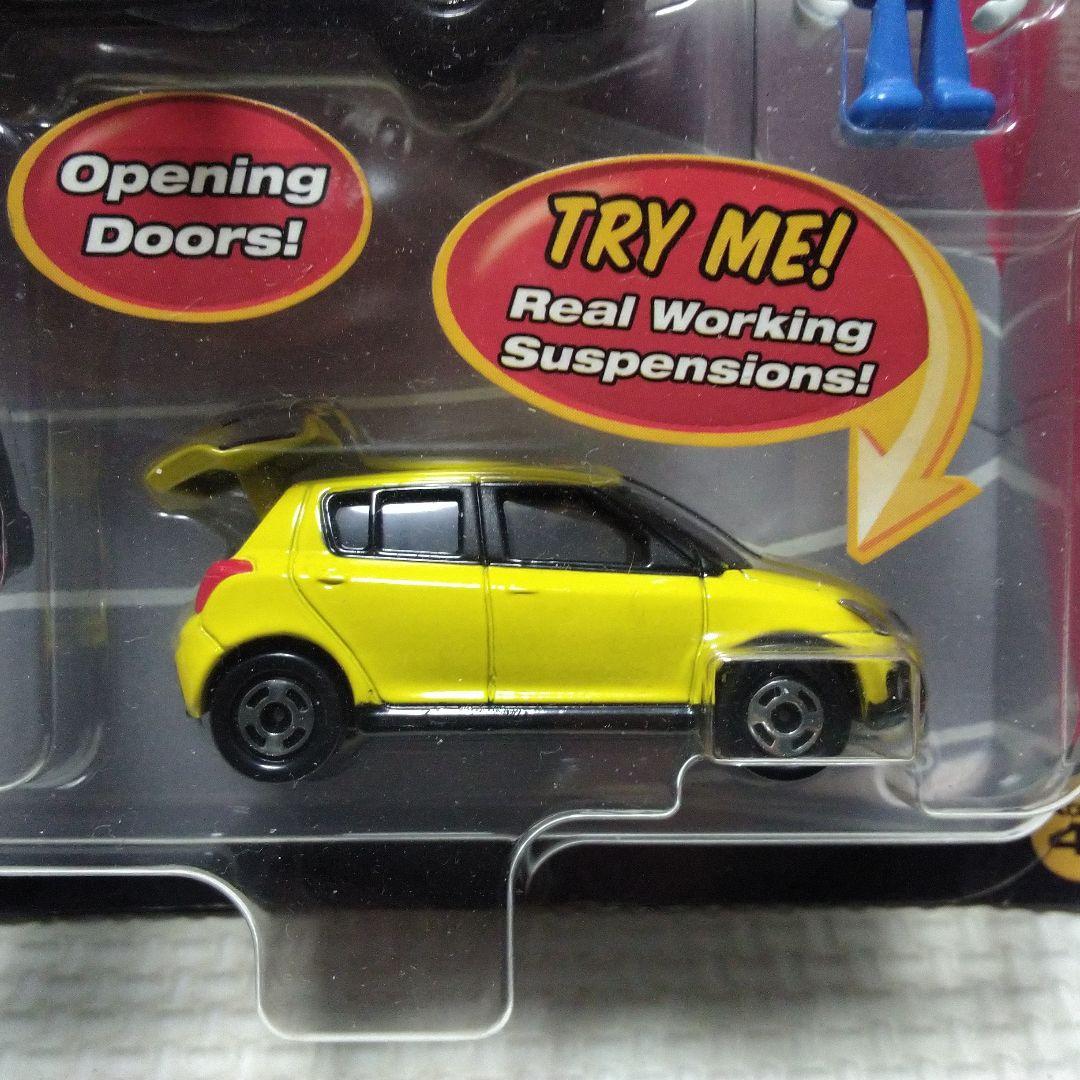 Opening
Doors!
TRY ME!
Real Working
Suspensions!